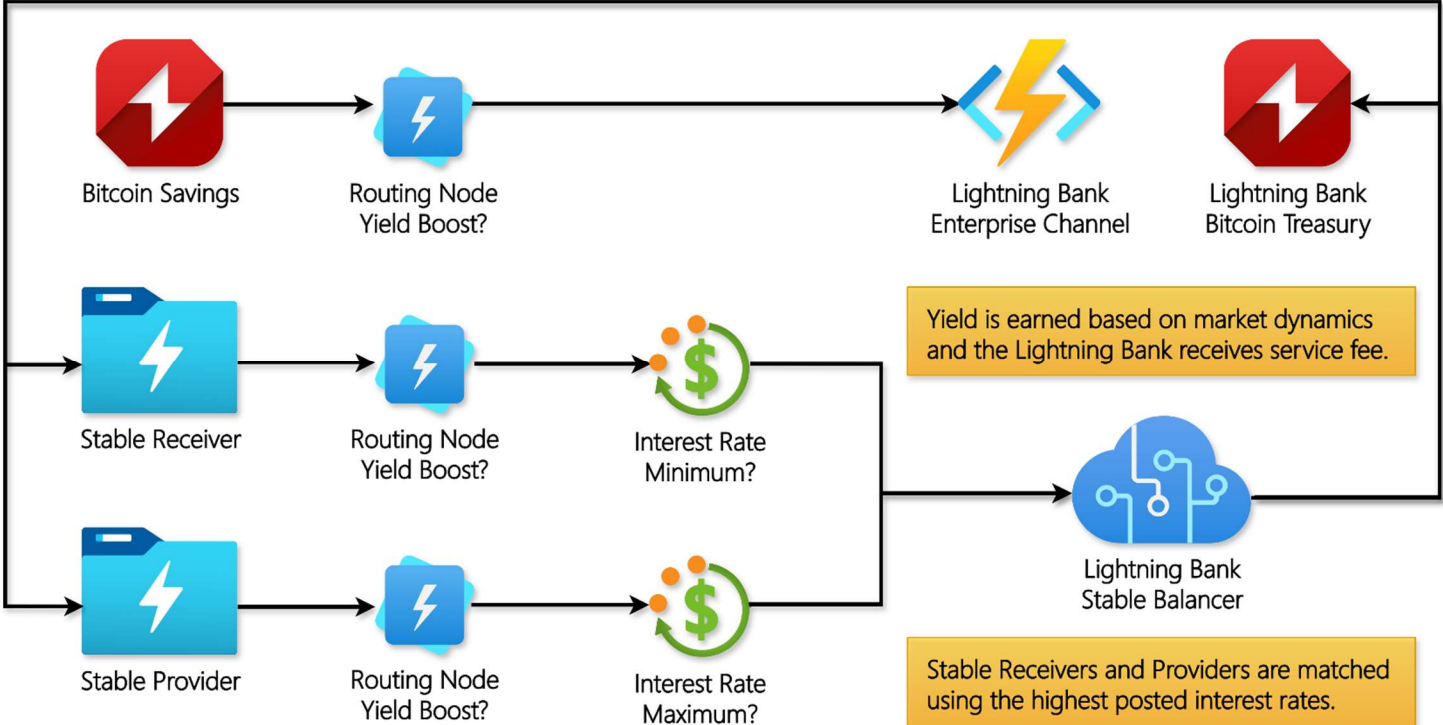 Bitcoin Savings
Routing Node
Yield Boost?
Lightning Bank
Enterprise Channel
Lightning Bank
Bitcoin Treasury
Yield is earned based on market dynamics
and the Lightning Bank receives service fee.
Stable Receiver
Routing Node
Yield Boost?
Interest Rate
Minimum?
Lightning Bank
Stable Balancer
Stable Provider
Routing Node
Yield Boost?
Interest Rate
Maximum?
Stable Receivers and Providers are matched
using the highest posted interest rates.